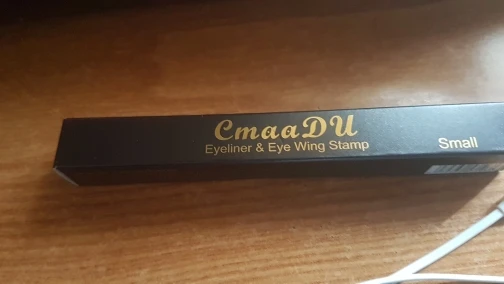 CmaaDU
Eyeliner & Eye Wing Stamp
Small